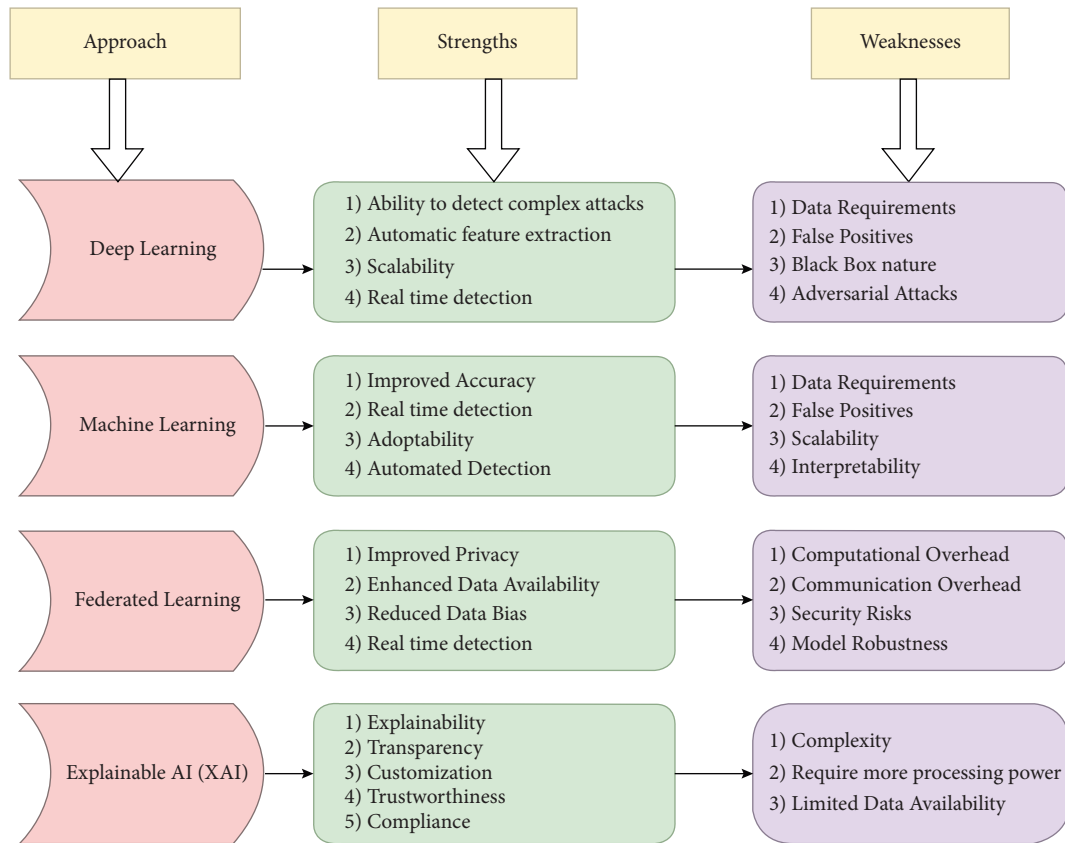 Approach
Strengths
Weaknesses
Deep Learning
1) Ability to detect complex attacks
2) Automatic feature extraction
3) Scalability
4) Real time detection
1) Data Requirements
2) False Positives
3) Black Box nature
4) Adversarial Attacks
Machine Learning
1) Improved Accuracy
2) Real time detection
3) Adoptability
4) Automated Detection
1) Data Requirements
2) False Positives
3) Scalability
4) Interpretability
Federated Learning
1) Improved Privacy
2) Enhanced Data Availability
3) Reduced Data Bias
4) Real time detection
1) Computational Overhead
2) Communication Overhead
3) Security Risks
4) Model Robustness
Explainable AI (XAI)
1) Explainability
2) Transparency
3) Customization
4) Trustworthiness
5) Compliance
1) Complexity
2) Require more processing power
3) Limited Data Availability